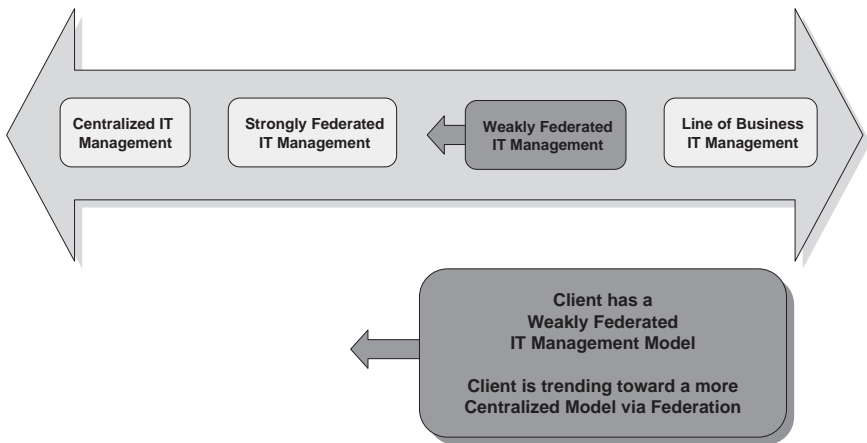 Centralized IT
Management
Strongly Federated
IT Management
Weakly Federated
IT Management
Line of Business
IT Management
Client has a
Weakly Federated
IT Management Model
Client is trending toward a more
Centralized Model via Federation